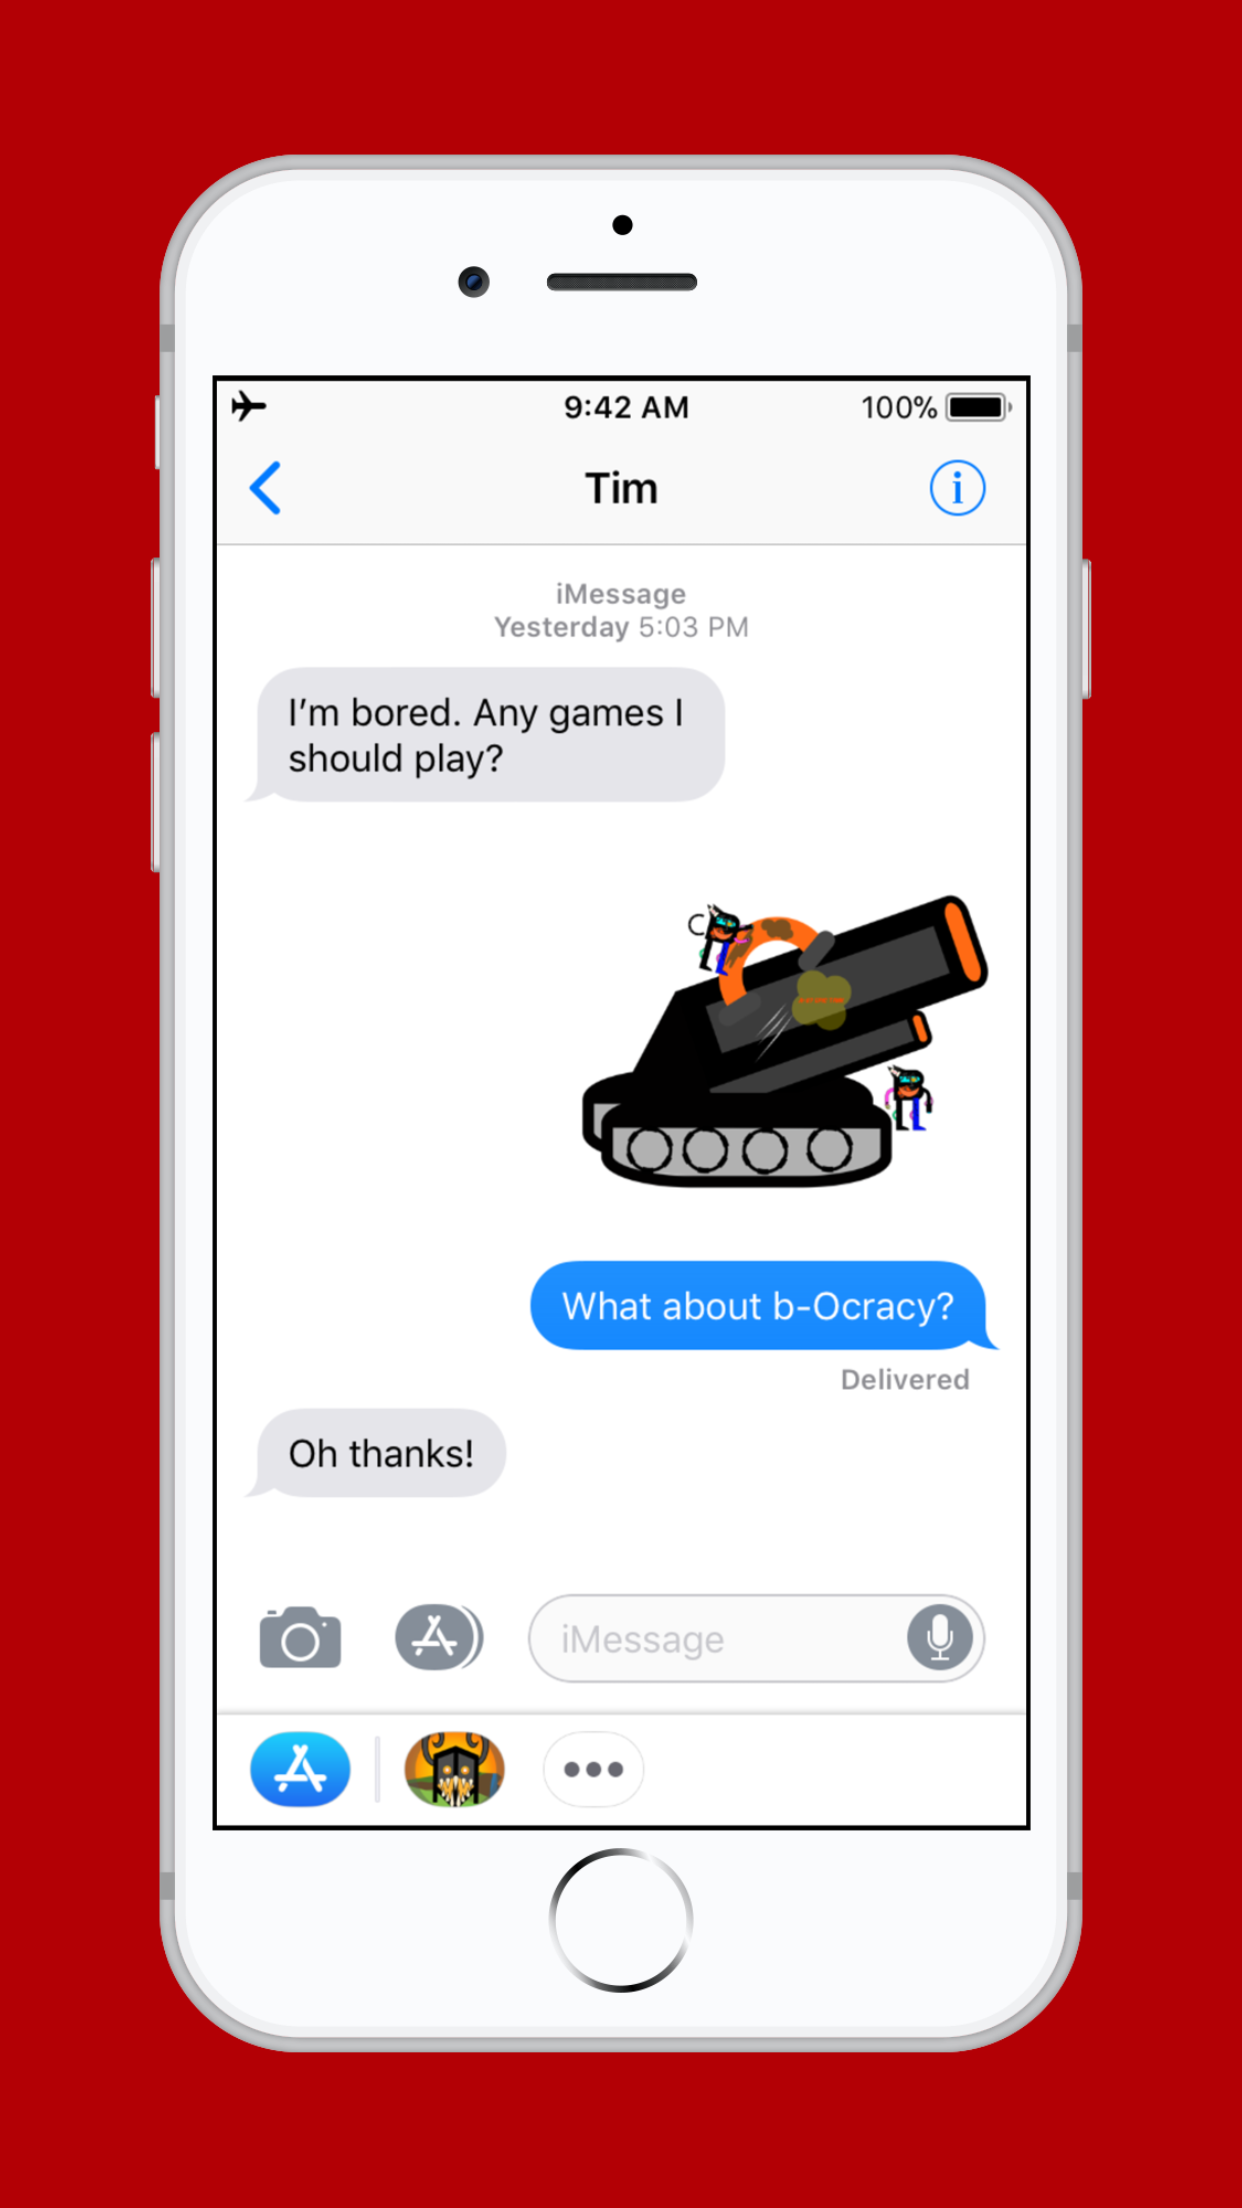 9:42 AM
100%
Tim
iMessage
Yesterday 5:03 PM
I’m bored. Any games I
should play?
What about b-Ocracy?
Delivered
Oh thanks!
iMessage